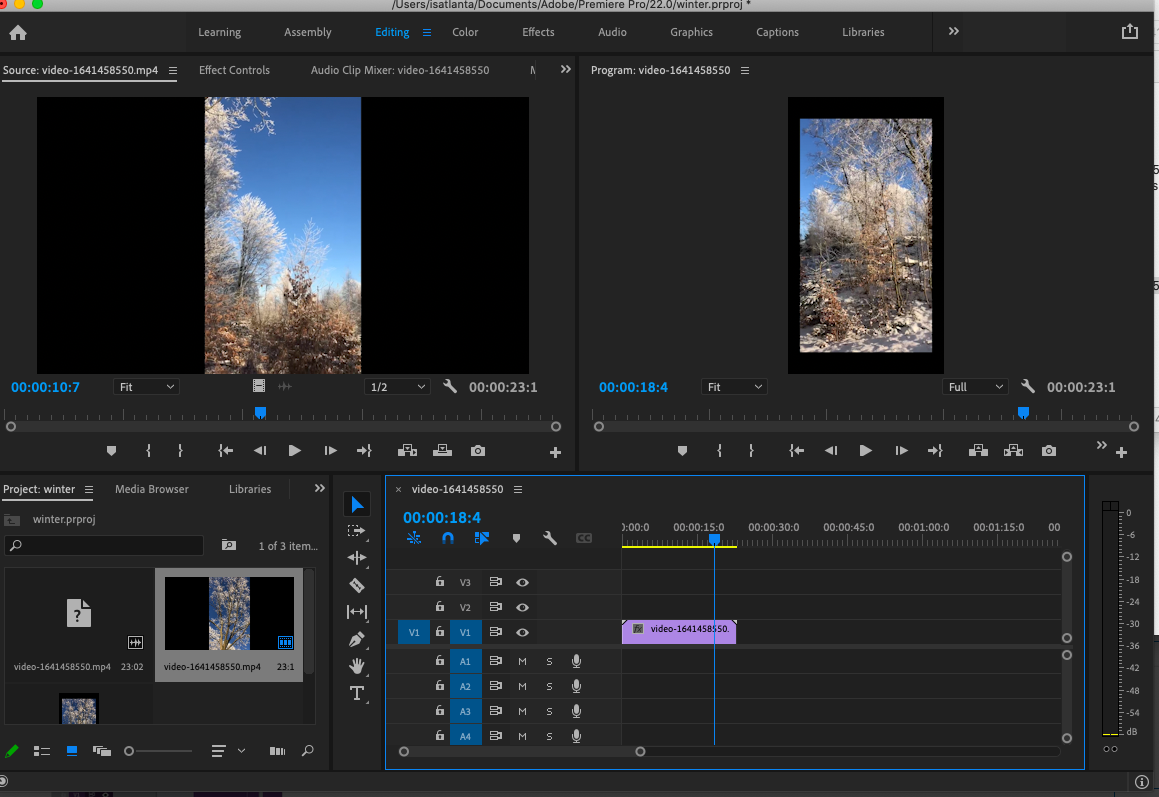 /Users/isatlanta/Documents/Adobe/Premiere Pro/22.0/winter.prproj *
Learning Assembly Editing Color Effects Audio Graphics Captions Libraries
Source: video-1641458550.mp4 Effect Controls Audio Clip Mixer: video-1641458550 Program: video-1641458550
00:00:10:7 Fit 1/2 00:00:23:1 00:00:18:4 Fit Full 00:00:23:1
Project: winter Media Browser Libraries
winter.prproj
1 of 3 item...
video-1641458550.mp4 23:02 video-1641458550.mp4 23:1
T
× video-1641458550
00:00:18:4
:00:0 00:00:15:0 00:00:30:0 00:00:45:0 00:01:00:0 00:01:15:0 00
CC
V3
V2
V1 V1 fx video-1641458550.
A1 M S
A2 M S
A3 M S
A4 M S
0
-6
-12
-18
-24
-30
-36
-42
-48
-54
dB